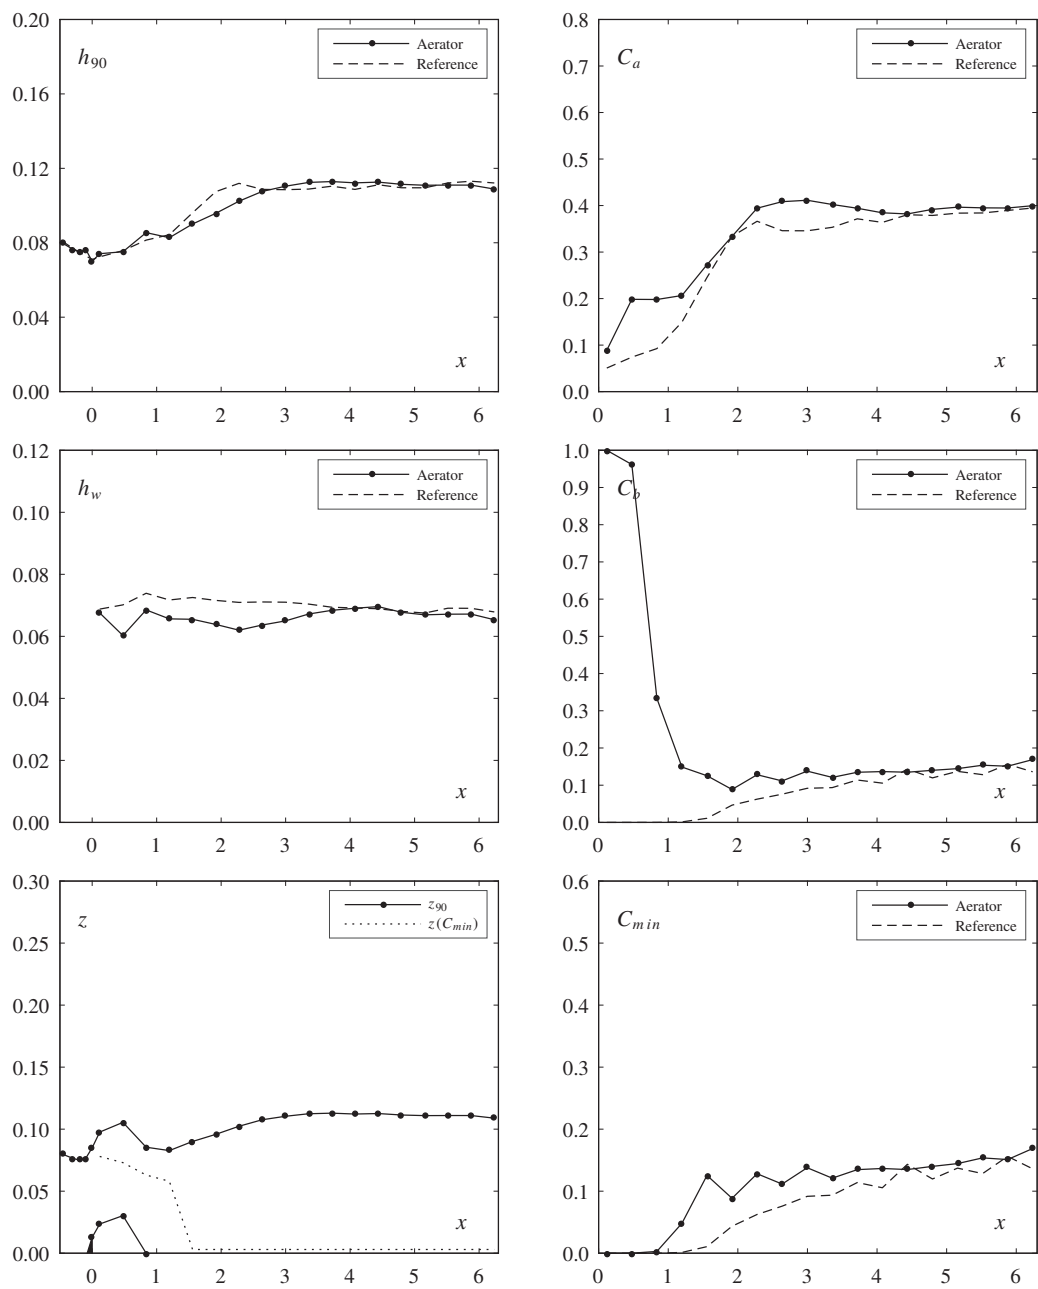 0.20
0.16
0.12
0.08
0.04
0.00
h90
Aerator
Reference
x
0 1 2 3 4 5 6
0.8
0.7
0.6
0.5
0.4
0.3
0.2
0.1
0.0
Ca
Aerator
Reference
x
0 1 2 3 4 5 6
0.12
0.10
0.08
0.06
0.04
0.02
0.00
hw
Aerator
Reference
x
0 1 2 3 4 5 6
1.0
0.9
0.8
0.7
0.6
0.5
0.4
0.3
0.2
0.1
0.0
Cb
Aerator
Reference
x
0 1 2 3 4 5 6
0.30
0.25
0.20
0.15
0.10
0.05
0.00
z
z90
z(Cmin)
x
0 1 2 3 4 5 6
0.6
0.5
0.4
0.3
0.2
0.1
0.0
Cmin
Aerator
Reference
x
0 1 2 3 4 5 6